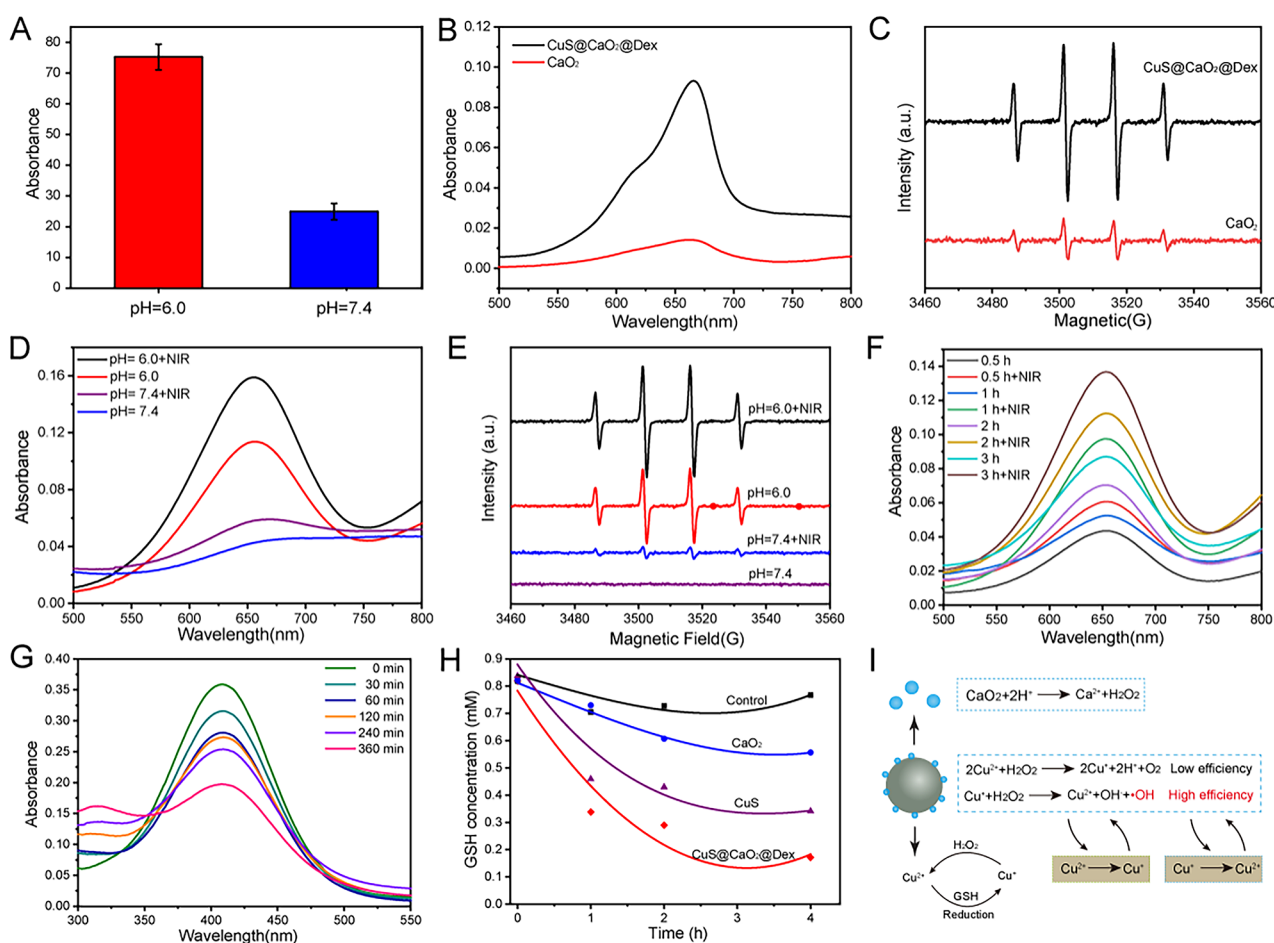 A
Absorbance
80
70
60
50
40
30
20
10
0
pH=6.0
pH=7.4
B
Absorbance
0.12
0.10
0.08
0.06
0.04
0.02
0.00
CuS@CaO₂@Dex
CaO₂
500 550 600 650 700 750 800
Wavelength(nm)
C
Intensity (a.u.)
CuS@CaO₂@Dex
CaO₂
3460 3480 3500 3520 3540 3560
Magnetic(G)
D
Absorbance
0.16
0.12
0.08
0.04
0.00
pH= 6.0+NIR
pH= 6.0
pH= 7.4+NIR
pH= 7.4
500 550 600 650 700 750 800
Wavelength(nm)
E
Intensity (a.u.)
pH=6.0+NIR
pH=6.0
pH=7.4+NIR
pH=7.4
3460 3480 3500 3520 3540 3560
Magnetic Field(G)
F
Absorbance
0.14
0.12
0.10
0.08
0.06
0.04
0.02
0.00
0.5 h
0.5 h+NIR
1 h
1 h+NIR
2 h
2 h+NIR
3 h
3 h+NIR
500 550 600 650 700 750 800
Wavelength(nm)
G
Absorbance
0.40
0.35
0.30
0.25
0.20
0.15
0.10
0.05
0.00
0 min
30 min
60 min
120 min
240 min
360 min
300 350 400 450 500 550
Wavelength(nm)
H
GSH concentration (mM)
0.9
0.8
0.7
0.6
0.5
0.4
0.3
0.2
0.1
0.0
Control
CaO₂
CuS
CuS@CaO₂@Dex
0 1 2 3 4
Time (h)
I
CaO₂+2H⁺ → Ca²⁺+H₂O₂
2Cu²⁺+H₂O₂ → 2Cu⁺+2H⁺+O₂ Low efficiency
Cu⁺+H₂O₂ → Cu²⁺+OH⁻+•OH High efficiency
H₂O₂
Cu²⁺ Cu⁺
GSH
Reduction
Cu²⁺ → Cu⁺
Cu⁺ → Cu²⁺